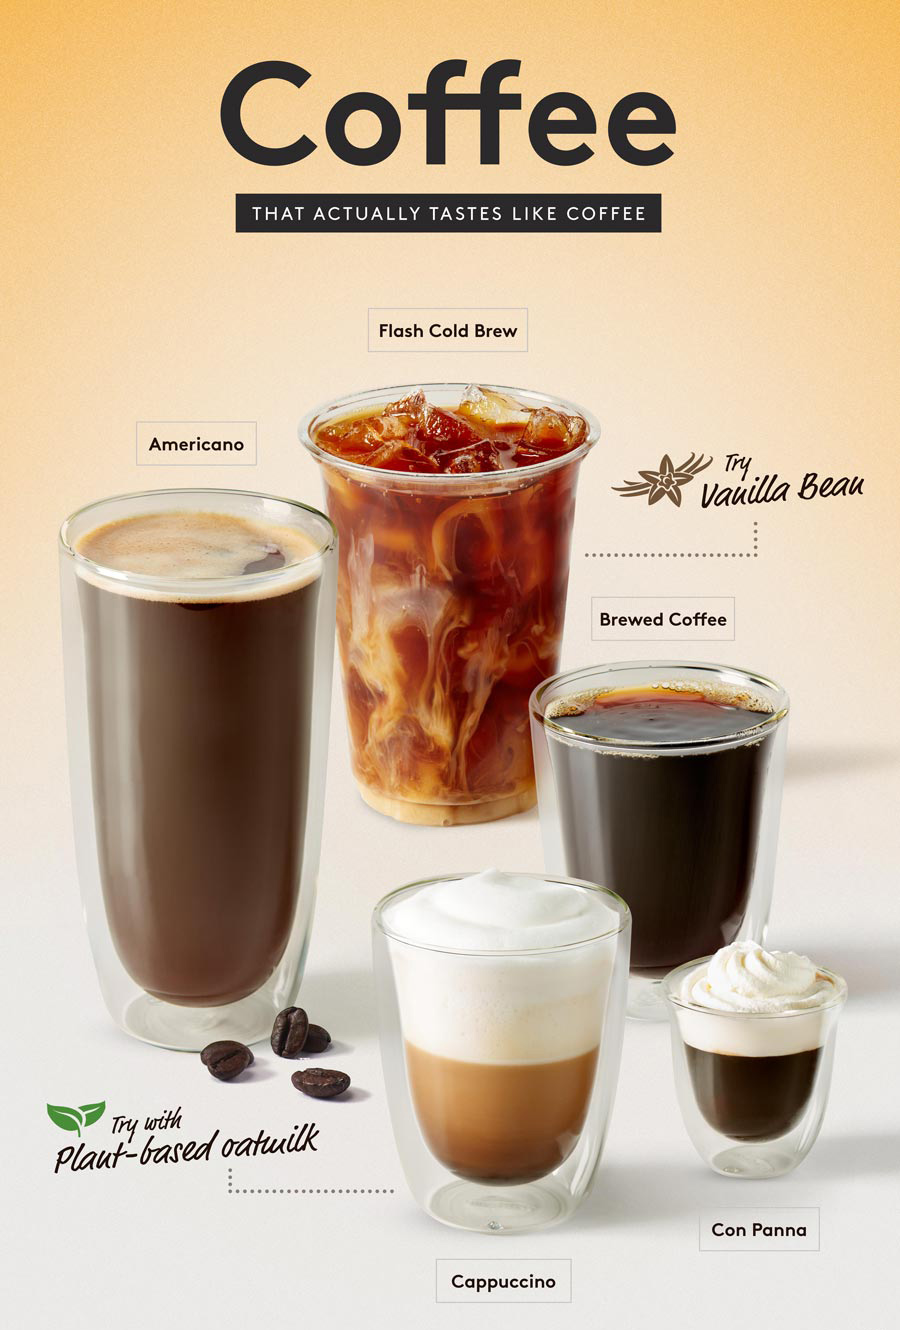 Coffee
THAT ACTUALLY TASTES LIKE COFFEE
Flash Cold Brew
Americano
Try
Vanilla Bean
Brewed Coffee
Try with
Plant-based oatmilk
Con Panna
Cappuccino